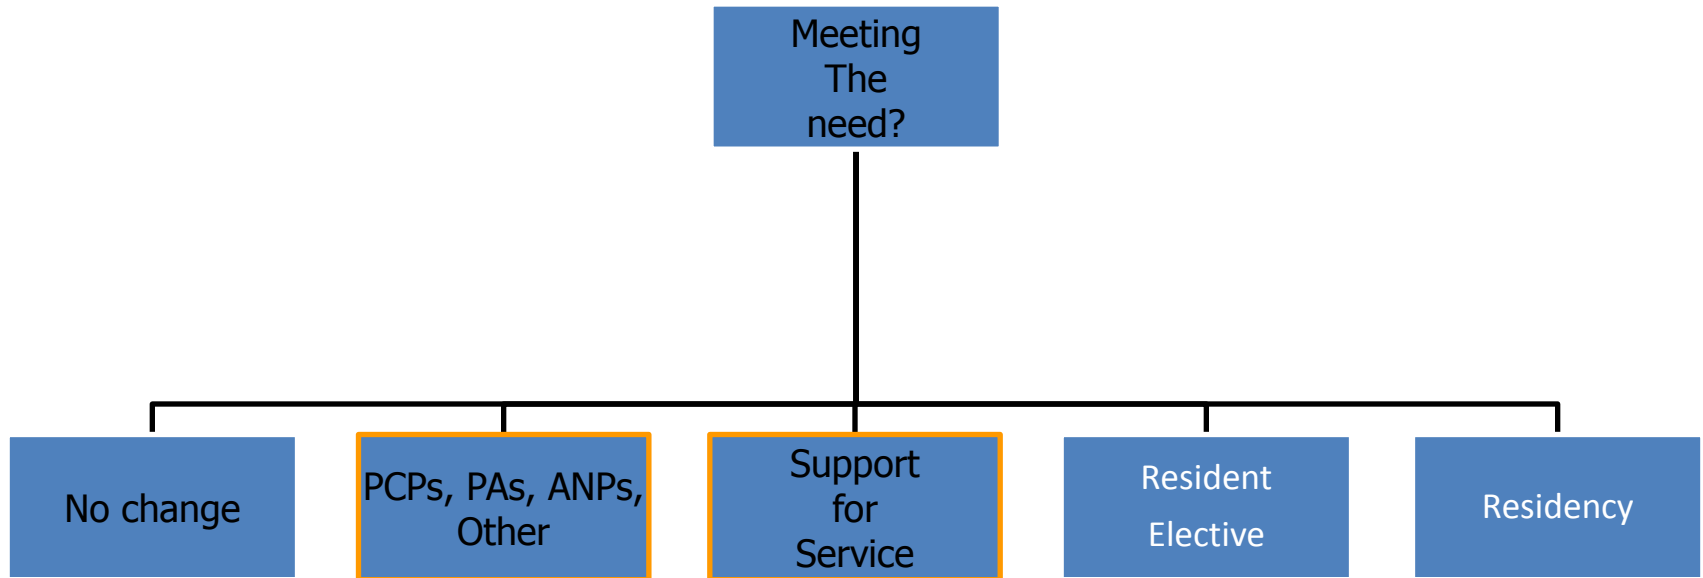 Meeting
The
need?
No change
PCPs, PAs, ANPs,
Other
Support
for
Service
Resident
Elective
Residency